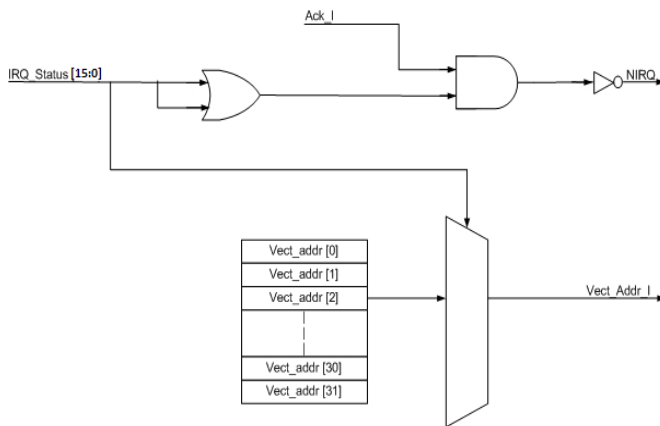 Ack_I
IRQ_Status [15:0]
NIRQ
Vect_addr [0]
Vect_addr [1]
Vect_addr [2]
Vect_Addr_I
Vect_addr [30]
Vect_addr [31]